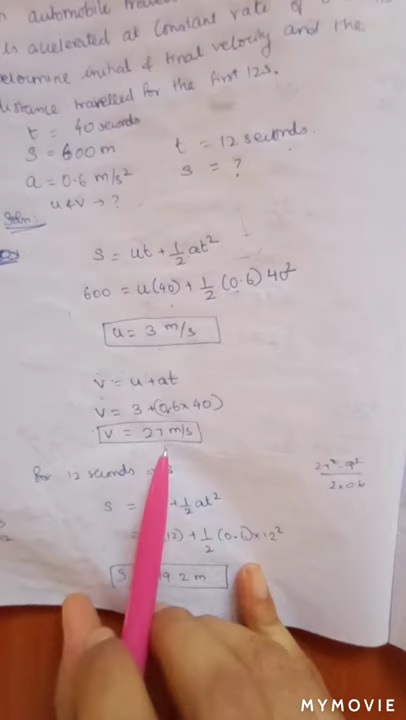 automobile
is accelerated at constant rate of
initial & final velocity and the
distance travelled for the first 12s.
t = 40 seconds
S = 600m
t = 12 seconds.
a = 0.6 m/s²
s = ?
u & v → ?
Soln:
S = ut + 1/2 at²
600 = u(40) + 1/2 (0.6) 40²
u = 3 m/s
v = u + at
v = 3 + (0.6 x 40)
v = 27 m/s
for 12 seconds
s = + 1/2 at²
= 12) + 1/2 (0.6) x 12²
S 9.2 m
2 x 0.6
MYMOVIE